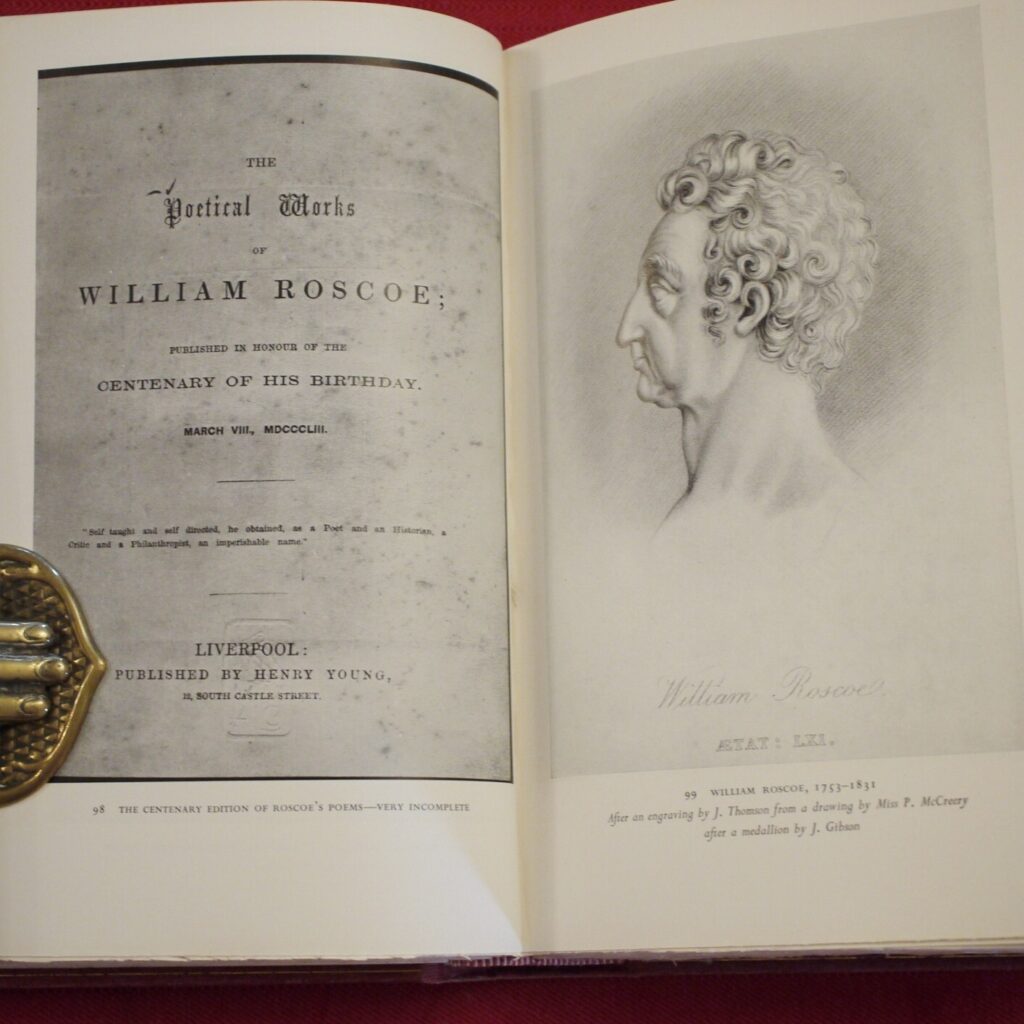 THE
Poetical Works
OF
WILLIAM ROSCOE;
PUBLISHED IN HONOUR OF THE
CENTENARY OF HIS BIRTHDAY.
MARCH VIII., MDCCCLIII.
"Self taught and self directed, he obtained, as a Poet and an Historian, a
Critic and a Philanthropist, an imperishable name."
LIVERPOOL:
PUBLISHED BY HENRY YOUNG,
12, SOUTH CASTLE STREET.
98 THE CENTENARY EDITION OF ROSCOE'S POEMS—VERY INCOMPLETE
William Roscoe
ÆTAT: LXI.
99 WILLIAM ROSCOE, 1753–1831
After an engraving by J. Thomson from a drawing by Miss P. McCreery
after a medallion by J. Gibson